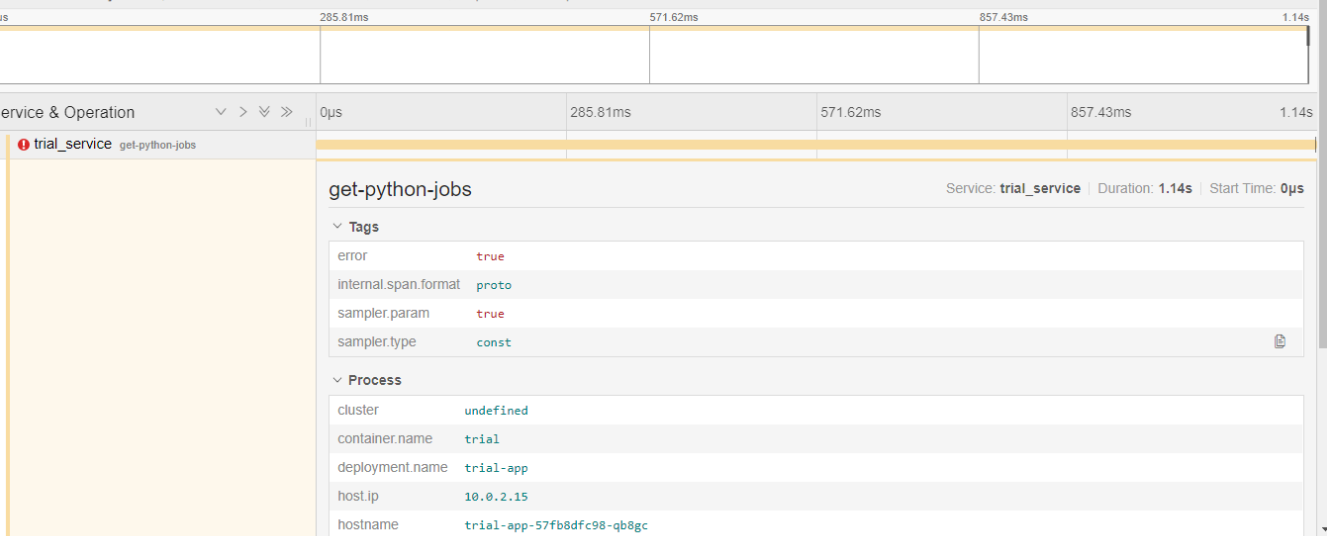 µs 285.81ms 571.62ms 857.43ms 1.14s
ervice & Operation 0µs 285.81ms 571.62ms 857.43ms 1.14s
trial_service get-python-jobs
get-python-jobs Service: trial_service Duration: 1.14s Start Time: 0µs
Tags
error true
internal.span.format proto
sampler.param true
sampler.type const
Process
cluster undefined
container.name trial
deployment.name trial-app
host.ip 10.0.2.15
hostname trial-app-57fb8dfc98-qb8gc